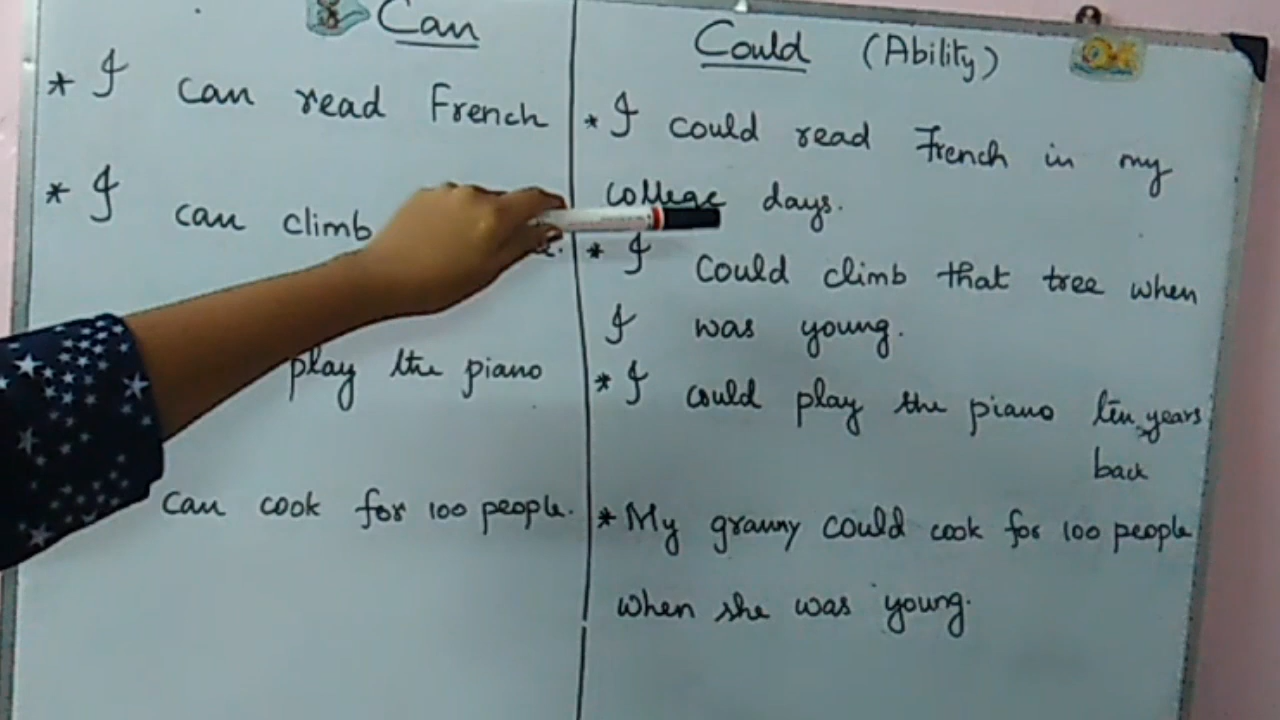 Can
* I can read French
* I can climb
play the piano
can cook for 100 people.
Could (Ability)
* I could read French in my
college days.
* I Could climb that tree when
I was young.
* I could play the piano ten years
back
* My granny could cook for 100 people
when she was young.